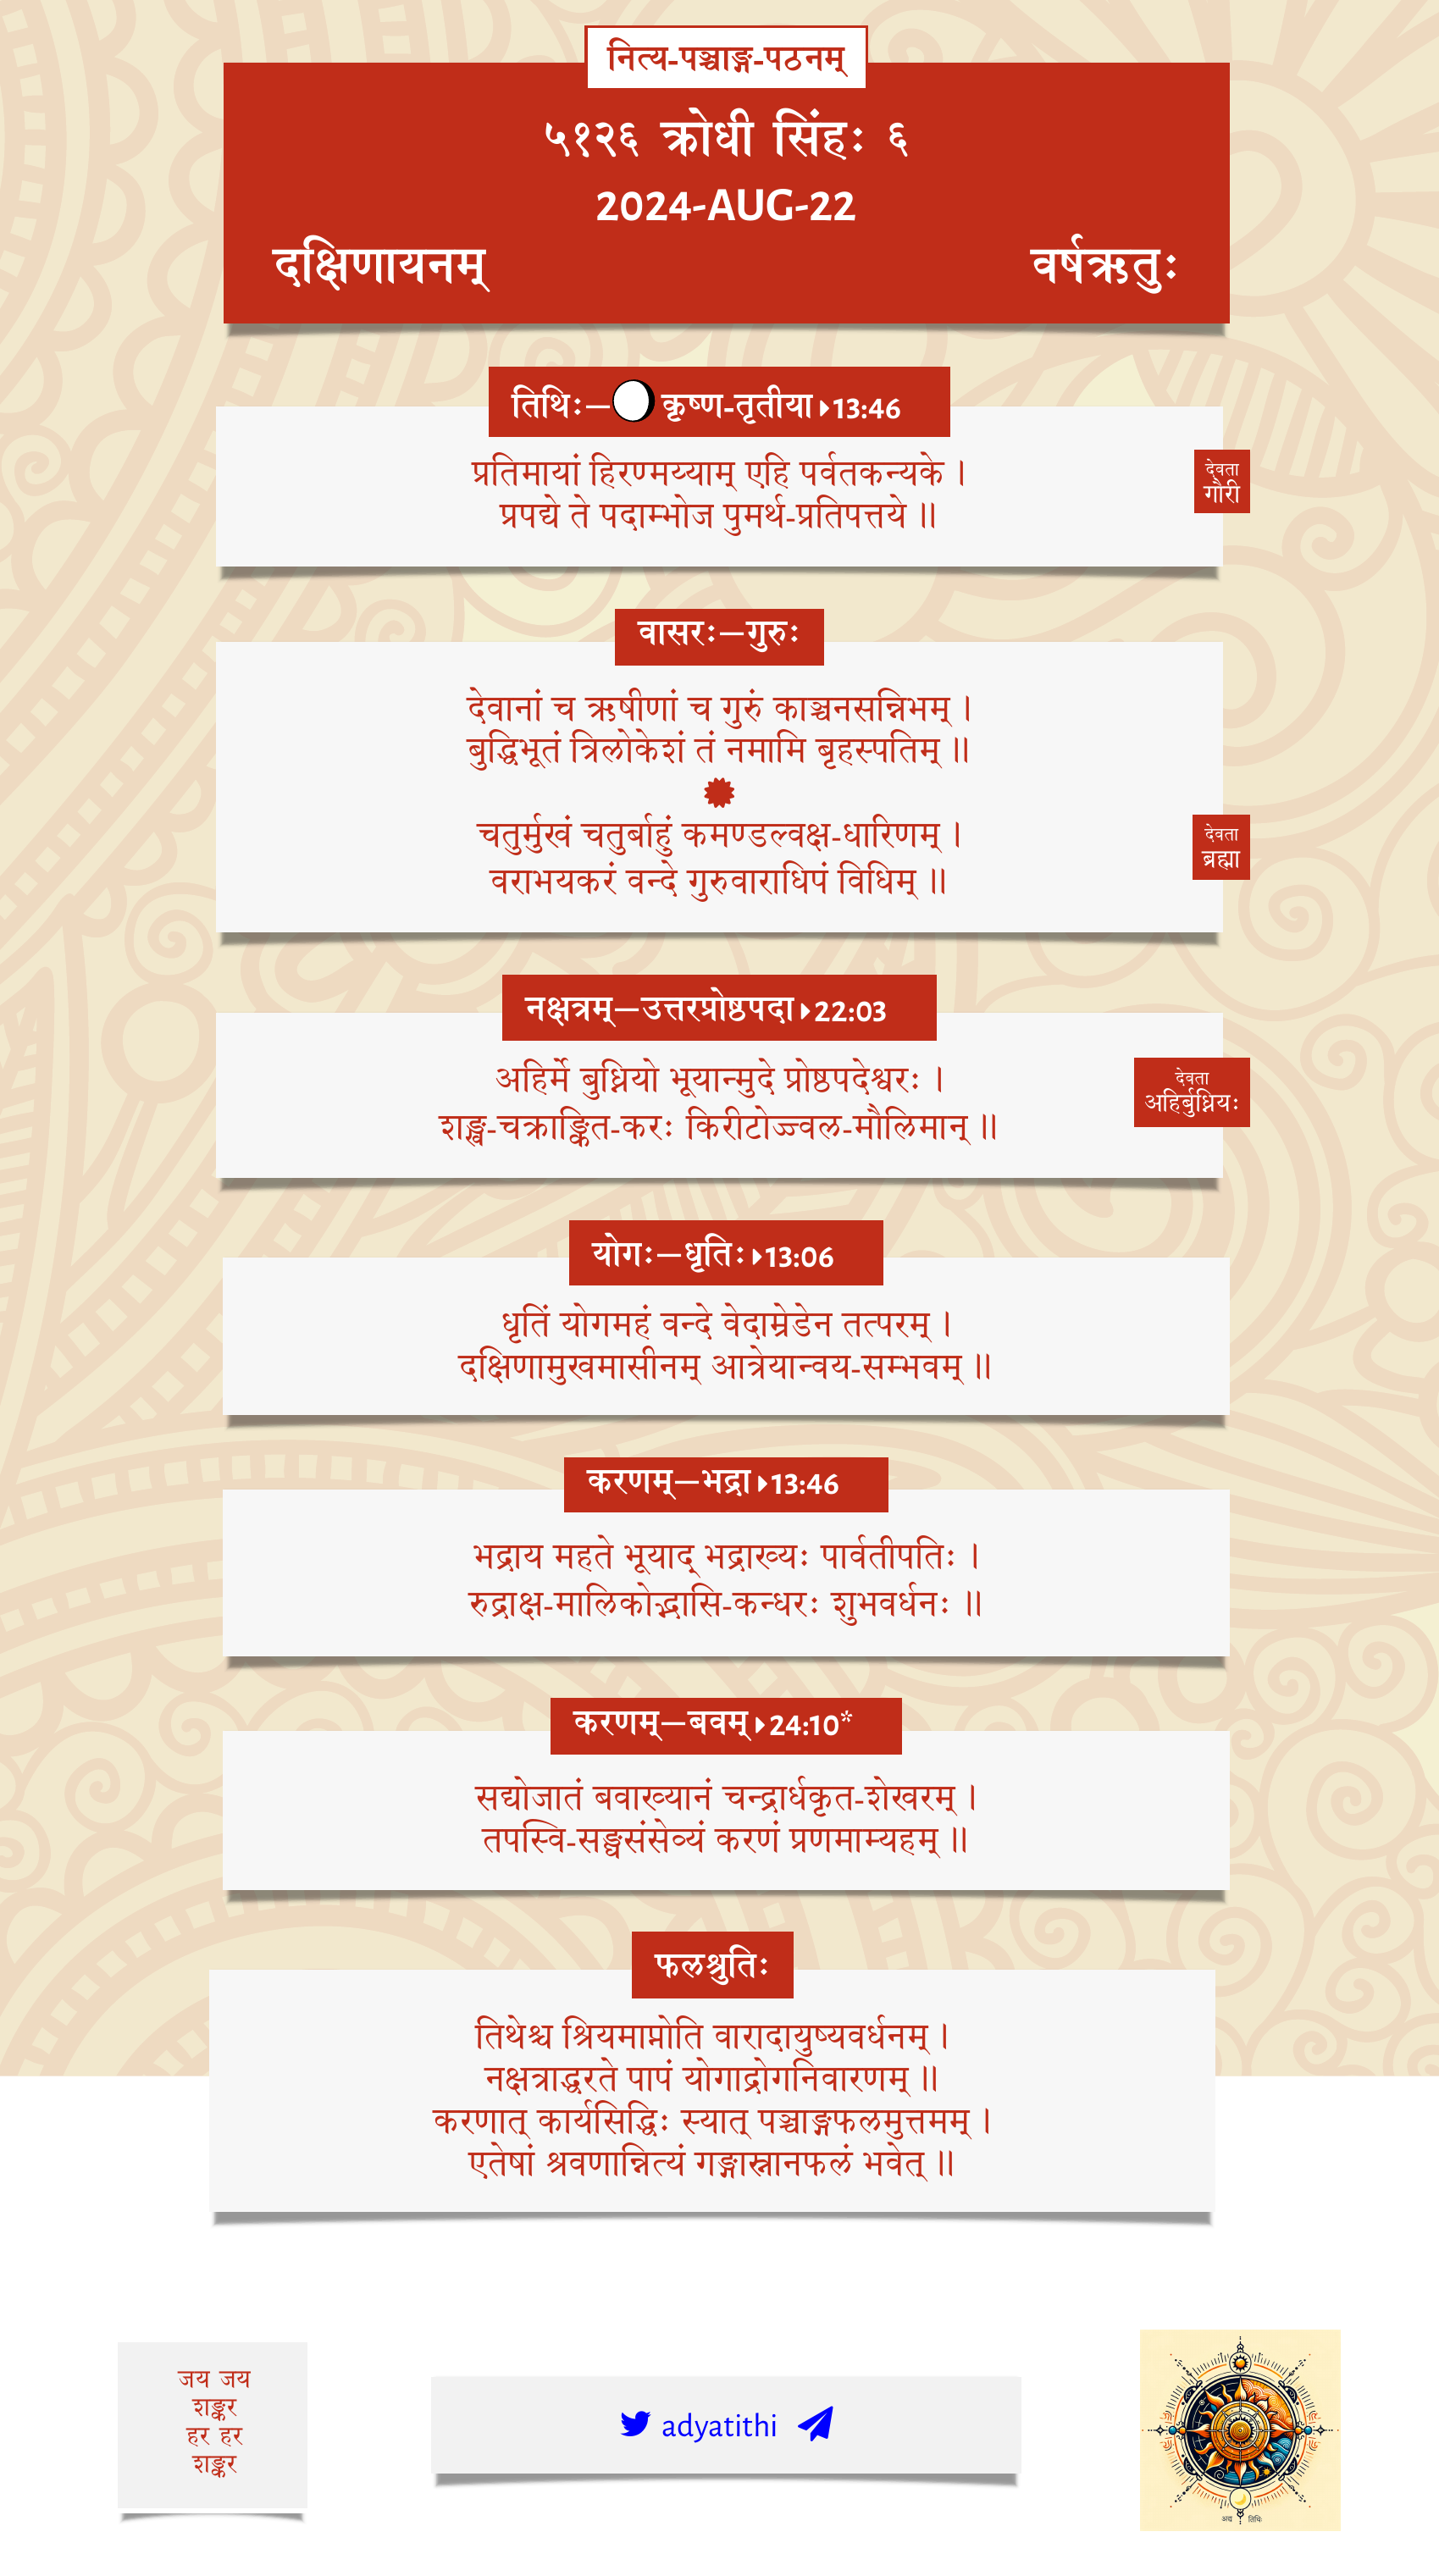 नित्य-पञ्चाङ्ग-पठनम्
५१२६ क्रोधी सिंहः ६
2024-AUG-22
दक्षिणायनम् वर्षऋतुः
तिथिः—कृष्ण-तृतीया 13:46
प्रतिमायां हिरण्मय्याम् एहि पर्वतकन्यके ।
प्रपद्ये ते पदाम्भोज पुमर्थ-प्रतिपत्तये ॥
देवता
गौरी
वासरः—गुरुः
देवानां च ऋषीणां च गुरुं काञ्चनसन्निभम् ।
बुद्धिभूतं त्रिलोकेशं तं नमामि बृहस्पतिम् ॥
चतुर्मुखं चतुर्बाहुं कमण्डल्वक्ष-धारिणम् ।
वराभयकरं वन्दे गुरुवाराधिपं विधिम् ॥
देवता
ब्रह्मा
नक्षत्रम्—उत्तरप्रोष्ठपदा 22:03
अहिर्मे बुध्नियो भूयान्मुदे प्रोष्ठपदेश्वरः ।
शङ्ख-चक्राङ्कित-करः किरीटोज्ज्वल-मौलिमान् ॥
देवता
अहिर्बुध्नियः
योगः—धृतिः 13:06
धृतिं योगमहं वन्दे वेदाम्रेडेन तत्परम् ।
दक्षिणामुखमासीनम् आत्रेयान्वय-सम्भवम् ॥
करणम्—भद्रा 13:46
भद्राय महते भूयाद् भद्राख्यः पार्वतीपतिः ।
रुद्राक्ष-मालिकोद्भासि-कन्धरः शुभवर्धनः ॥
करणम्—बवम् 24:10*
सद्योजातं बवाख्यानं चन्द्रार्धकृत-शेखरम् ।
तपस्वि-सङ्घसंसेव्यं करणं प्रणमाम्यहम् ॥
फलश्रुतिः
तिथेश्च श्रियमाप्नोति वारादायुष्यवर्धनम् ।
नक्षत्राद्धरते पापं योगाद्रोगनिवारणम् ॥
करणात् कार्यसिद्धिः स्यात् पञ्चाङ्गफलमुत्तमम् ।
एतेषां श्रवणान्नित्यं गङ्गास्नानफलं भवेत् ॥
जय जय
शङ्कर
हर हर
शङ्कर
adyatithi
अद्य तिथिः